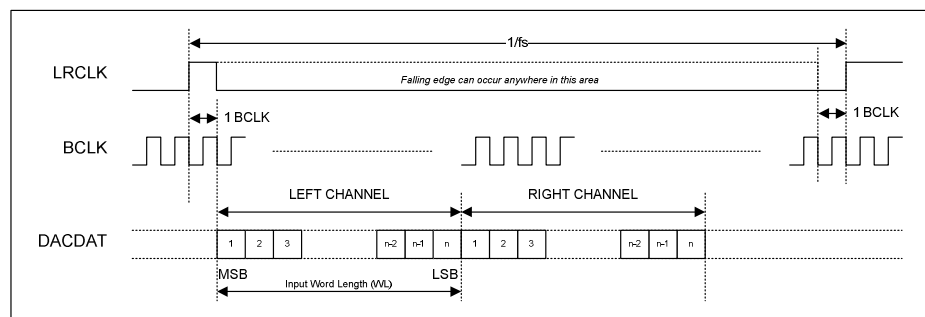 1/fs
LRCLK
Falling edge can occur anywhere in this area
1 BCLK
1 BCLK
BCLK
LEFT CHANNEL
RIGHT CHANNEL
DACDAT
1 2 3 n-2 n-1 n 1 2 3 n-2 n-1 n
MSB LSB
Input Word Length (WL)